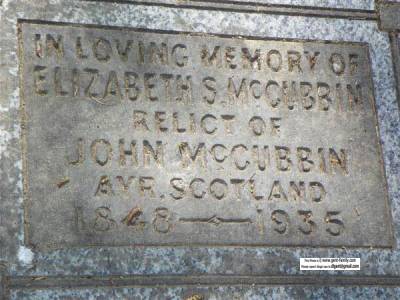 IN LOVING MEMORY OF
ELIZABETH S. McCUBBIN
RELICT OF
JOHN McCUBBIN
AYR. SCOTLAND
1848 — 1935